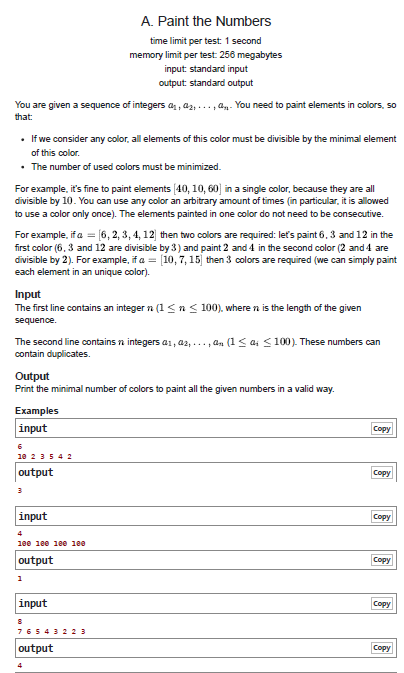 A. Paint the Numbers
time limit per test: 1 second
memory limit per test: 256 megabytes
input: standard input
output: standard output
You are given a sequence of integers a₁, a₂, . . . , aₙ. You need to paint elements in colors, so
that:
• If we consider any color, all elements of this color must be divisible by the minimal element
of this color.
• The number of used colors must be minimized.
For example, it's fine to paint elements [40, 10, 60] in a single color, because they are all
divisible by 10. You can use any color an arbitrary amount of times (in particular, it is allowed
to use a color only once). The elements painted in one color do not need to be consecutive.
For example, if a = [6, 2, 3, 4, 12] then two colors are required: let's paint 6, 3 and 12 in the
first color (6, 3 and 12 are divisible by 3) and paint 2 and 4 in the second color (2 and 4 are
divisible by 2). For example, if a = [10, 7, 15] then 3 colors are required (we can simply paint
each element in an unique color).
Input
The first line contains an integer n (1 ≤ n ≤ 100), where n is the length of the given
sequence.
The second line contains n integers a₁, a₂, . . . , aₙ (1 ≤ aᵢ ≤ 100). These numbers can
contain duplicates.
Output
Print the minimal number of colors to paint all the given numbers in a valid way.
Examples
input Copy
6
10 2 3 5 4 2
output Copy
3
input Copy
4
100 100 100 100
output Copy
1
input Copy
8
7 6 5 4 3 2 2 3
output Copy
4